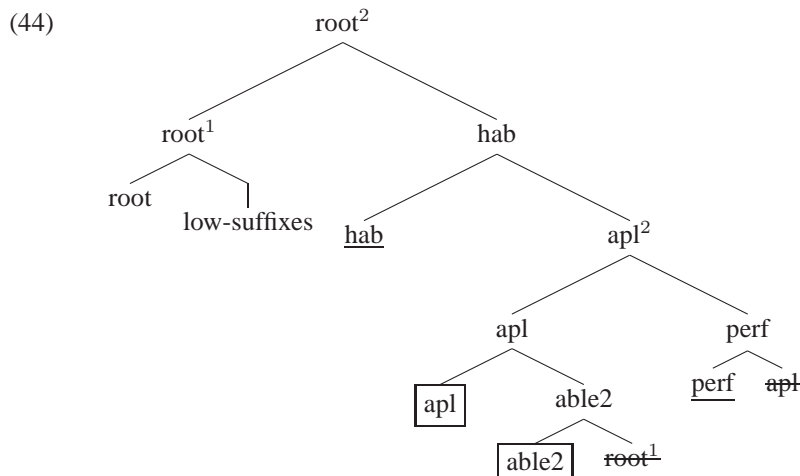 (44) root²
root¹ hab
root low-suffixes hab apl²
apl perf
apl able2 perf apl
able2 root¹